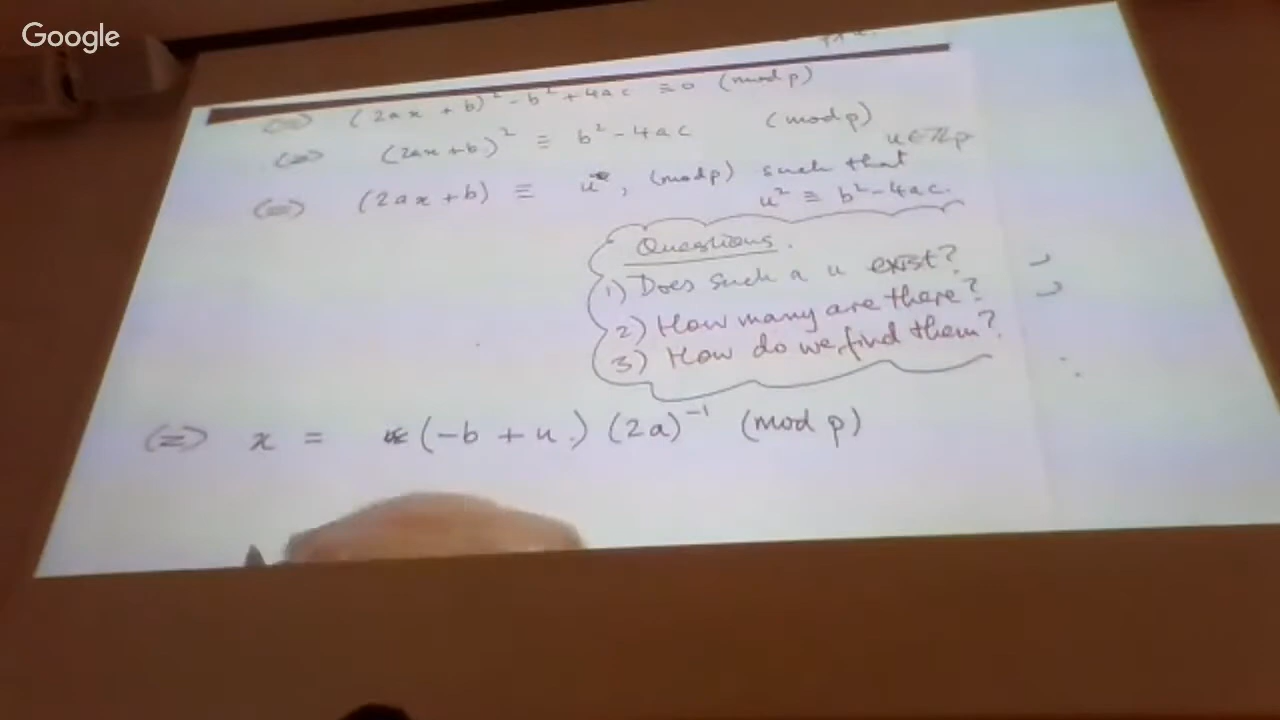 Google
(2ax + b)² - b² + 4ac ≡ 0 (mod p)
(⇔) (2ax + b)² ≡ b² - 4ac (mod p)
u ∈ ℤp
(⇔) (2ax + b) ≡ u, (mod p) such that
u² ≡ b² - 4ac.
Questions.
1) Does such a u exist?
2) How many are there?
3) How do we find them?
(⇔) x = (-b + u.) (2a)⁻¹ (mod p)